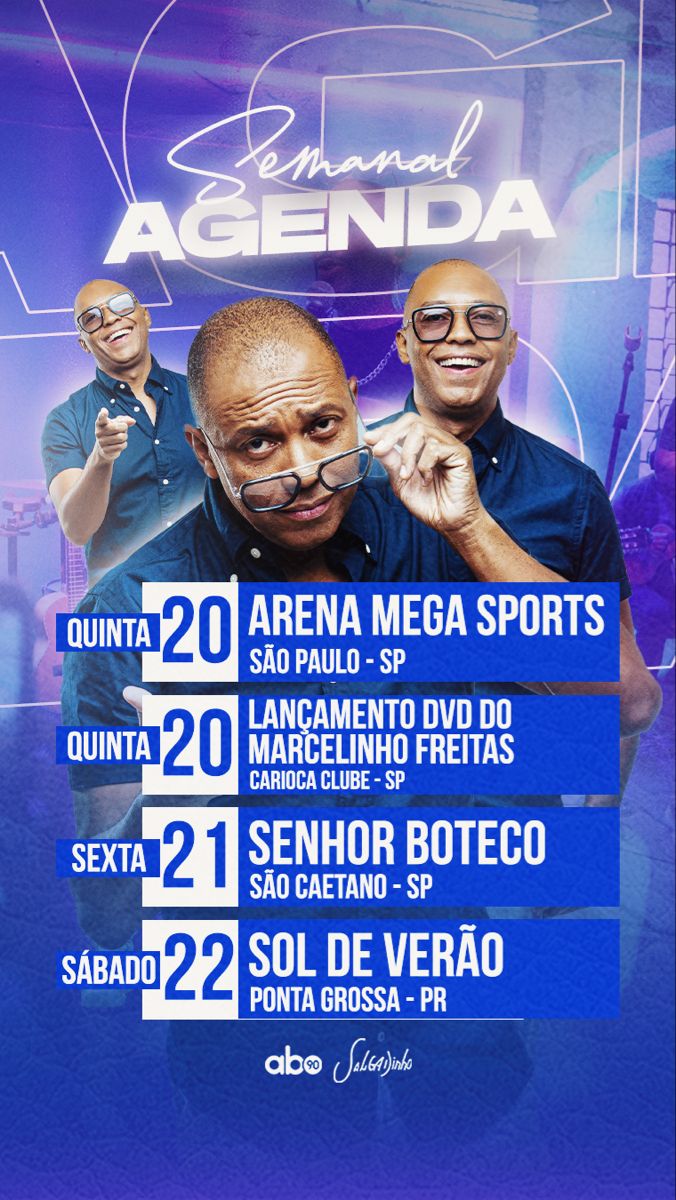 Semanal
AGENDA
QUINTA
20
ARENA MEGA SPORTS
SÃO PAULO - SP
QUINTA
20
LANÇAMENTO DVD DO
MARCELINHO FREITAS
CARIOCA CLUBE - SP
SEXTA
21
SENHOR BOTECO
SÃO CAETANO - SP
SÁBADO
22
SOL DE VERÃO
PONTA GROSSA - PR
abo90 SalGADinho